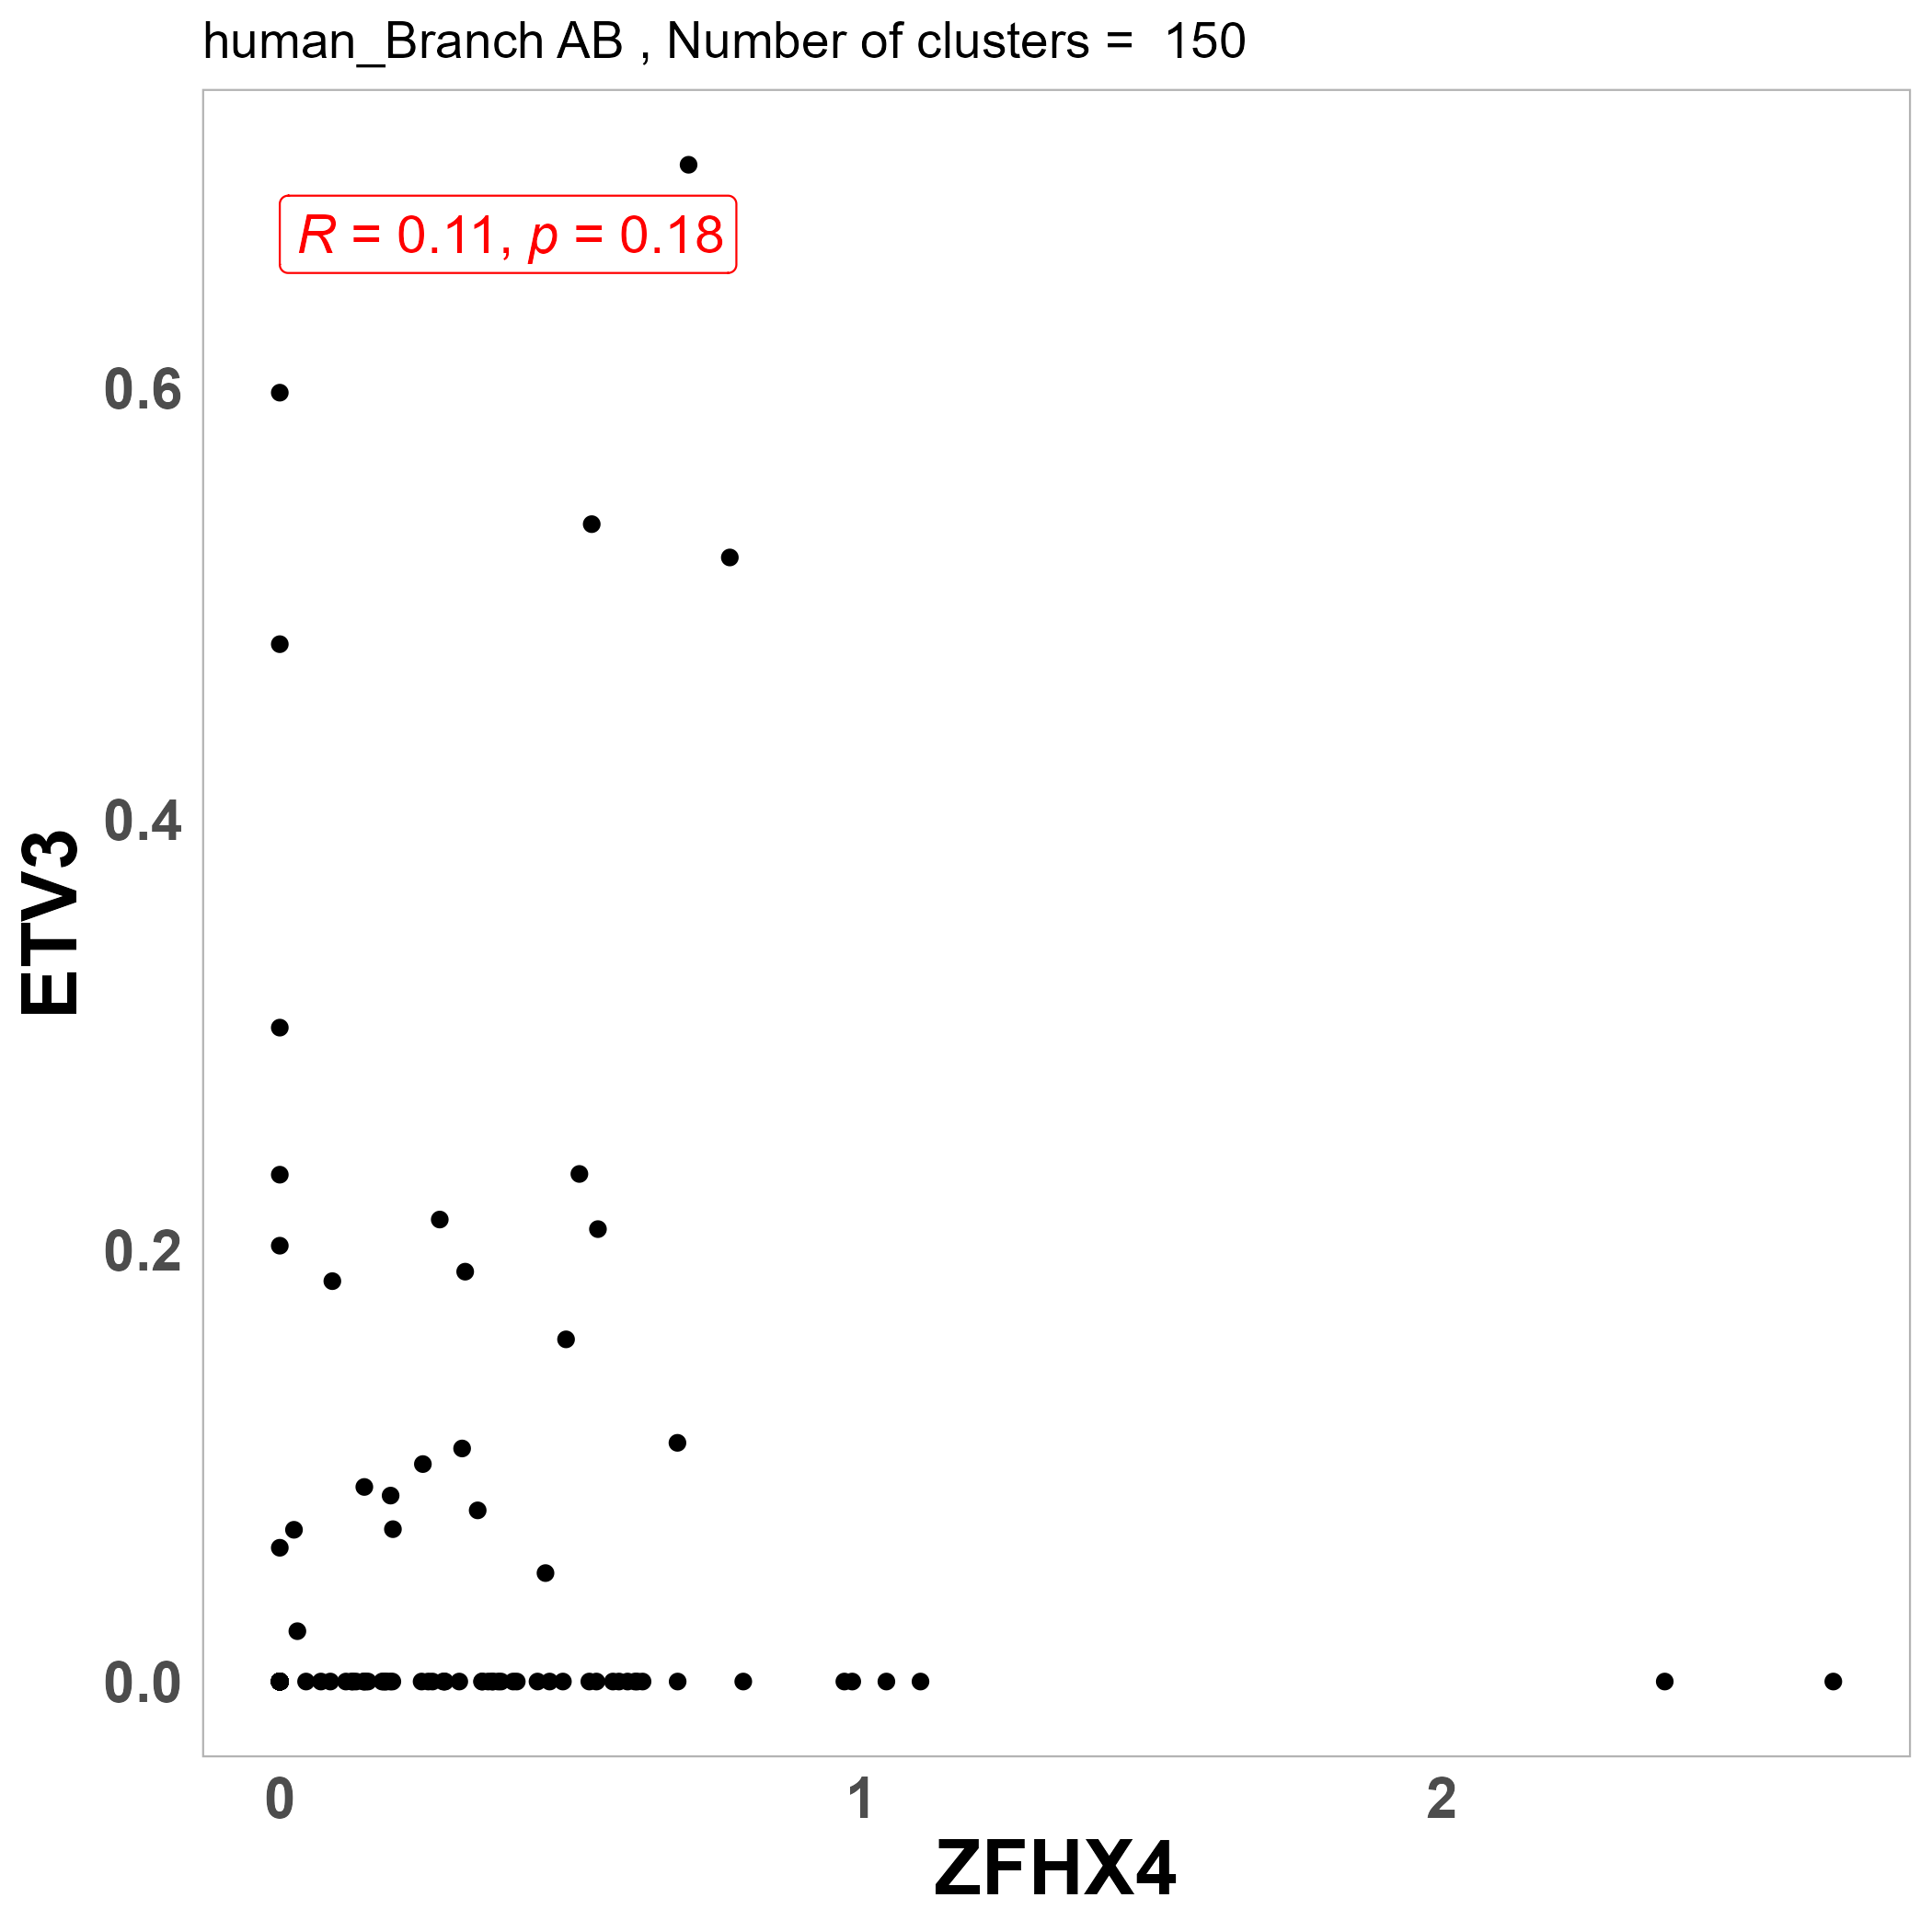 human_Branch AB , Number of clusters =  150
R = 0.11, p = 0.18
0.6
0.4
0.2
0.0
ETV3
0 1 2
ZFHX4